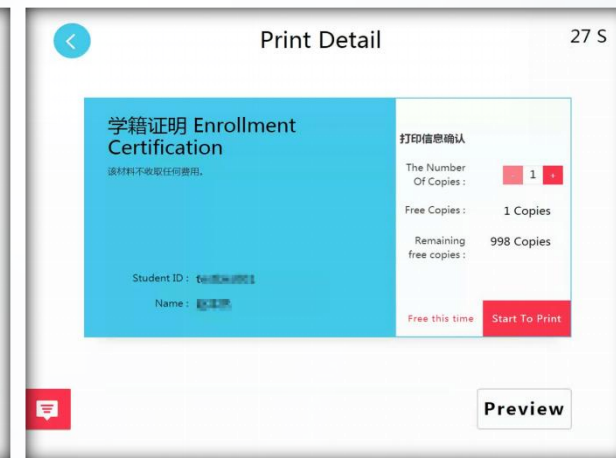 Print Detail
27 S
学籍证明 Enrollment
Certification
该材料不收取任何费用。
Student ID :
Name :
打印信息确认
The Number
Of Copies :
- 1 +
Free Copies :
1 Copies
Remaining
free copies :
998 Copies
Free this time
Start To Print
Preview